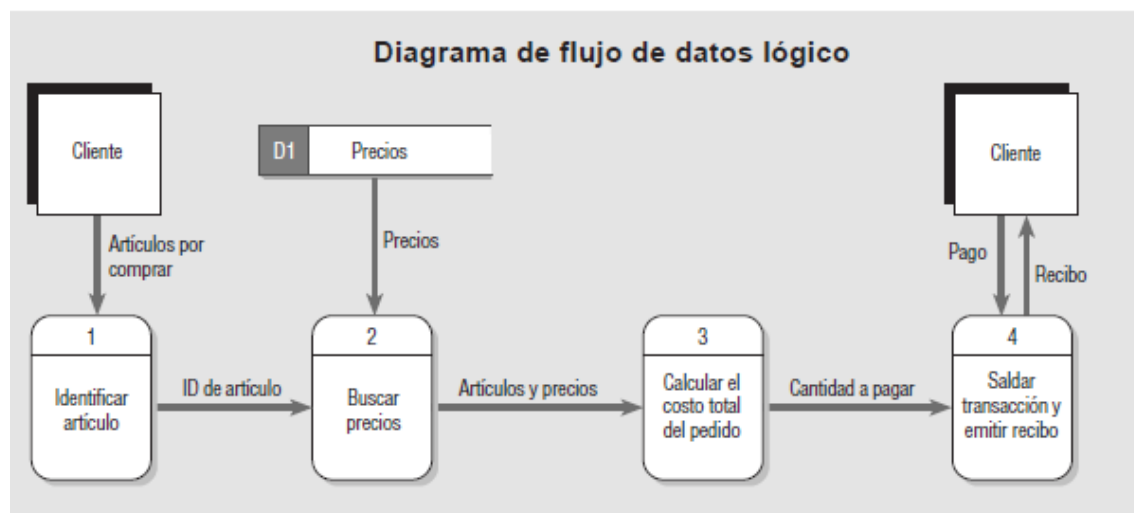 Diagrama de flujo de datos lógico
Cliente
D1 Precios
Cliente
Artículos por
comprar
Precios
Pago
Recibo
1
Identificar
artículo
ID de artículo
2
Buscar
precios
Artículos y precios
3
Calcular el
costo total
del pedido
Cantidad a pagar
4
Saldar
transacción y
emitir recibo